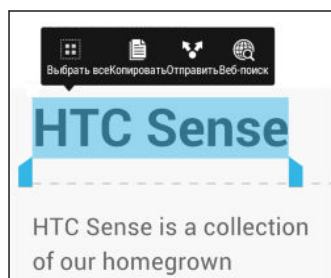 Выбрать все Копировать Отправить Веб-поиск
HTC Sense
HTC Sense is a collection
of our homegrown